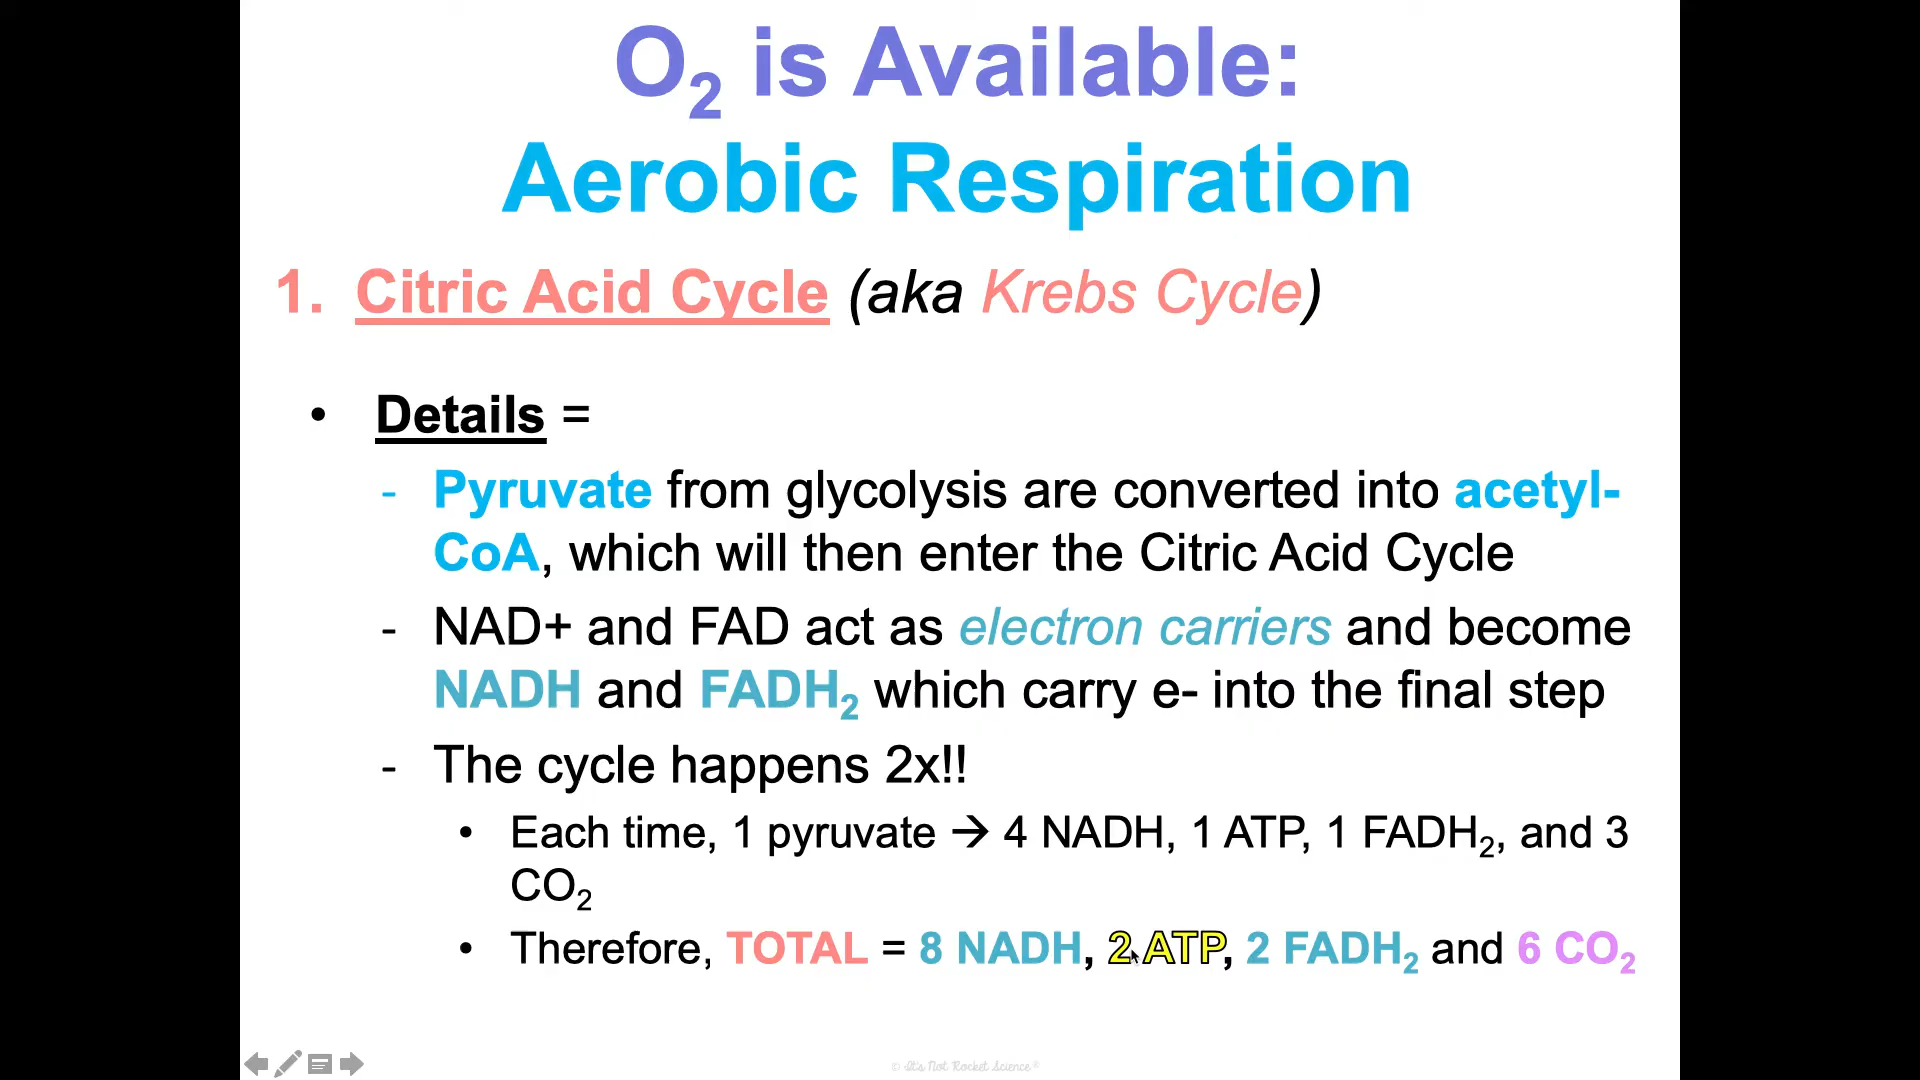 O₂ is Available:
Aerobic Respiration
1. Citric Acid Cycle (aka Krebs Cycle)
• Details =
- Pyruvate from glycolysis are converted into acetyl-
CoA, which will then enter the Citric Acid Cycle
- NAD+ and FAD act as electron carriers and become
NADH and FADH₂ which carry e- into the final step
- The cycle happens 2x!!
• Each time, 1 pyruvate → 4 NADH, 1 ATP, 1 FADH₂, and 3
CO₂
• Therefore, TOTAL = 8 NADH, 2 ATP, 2 FADH₂ and 6 CO₂
© It's Not Rocket Science®